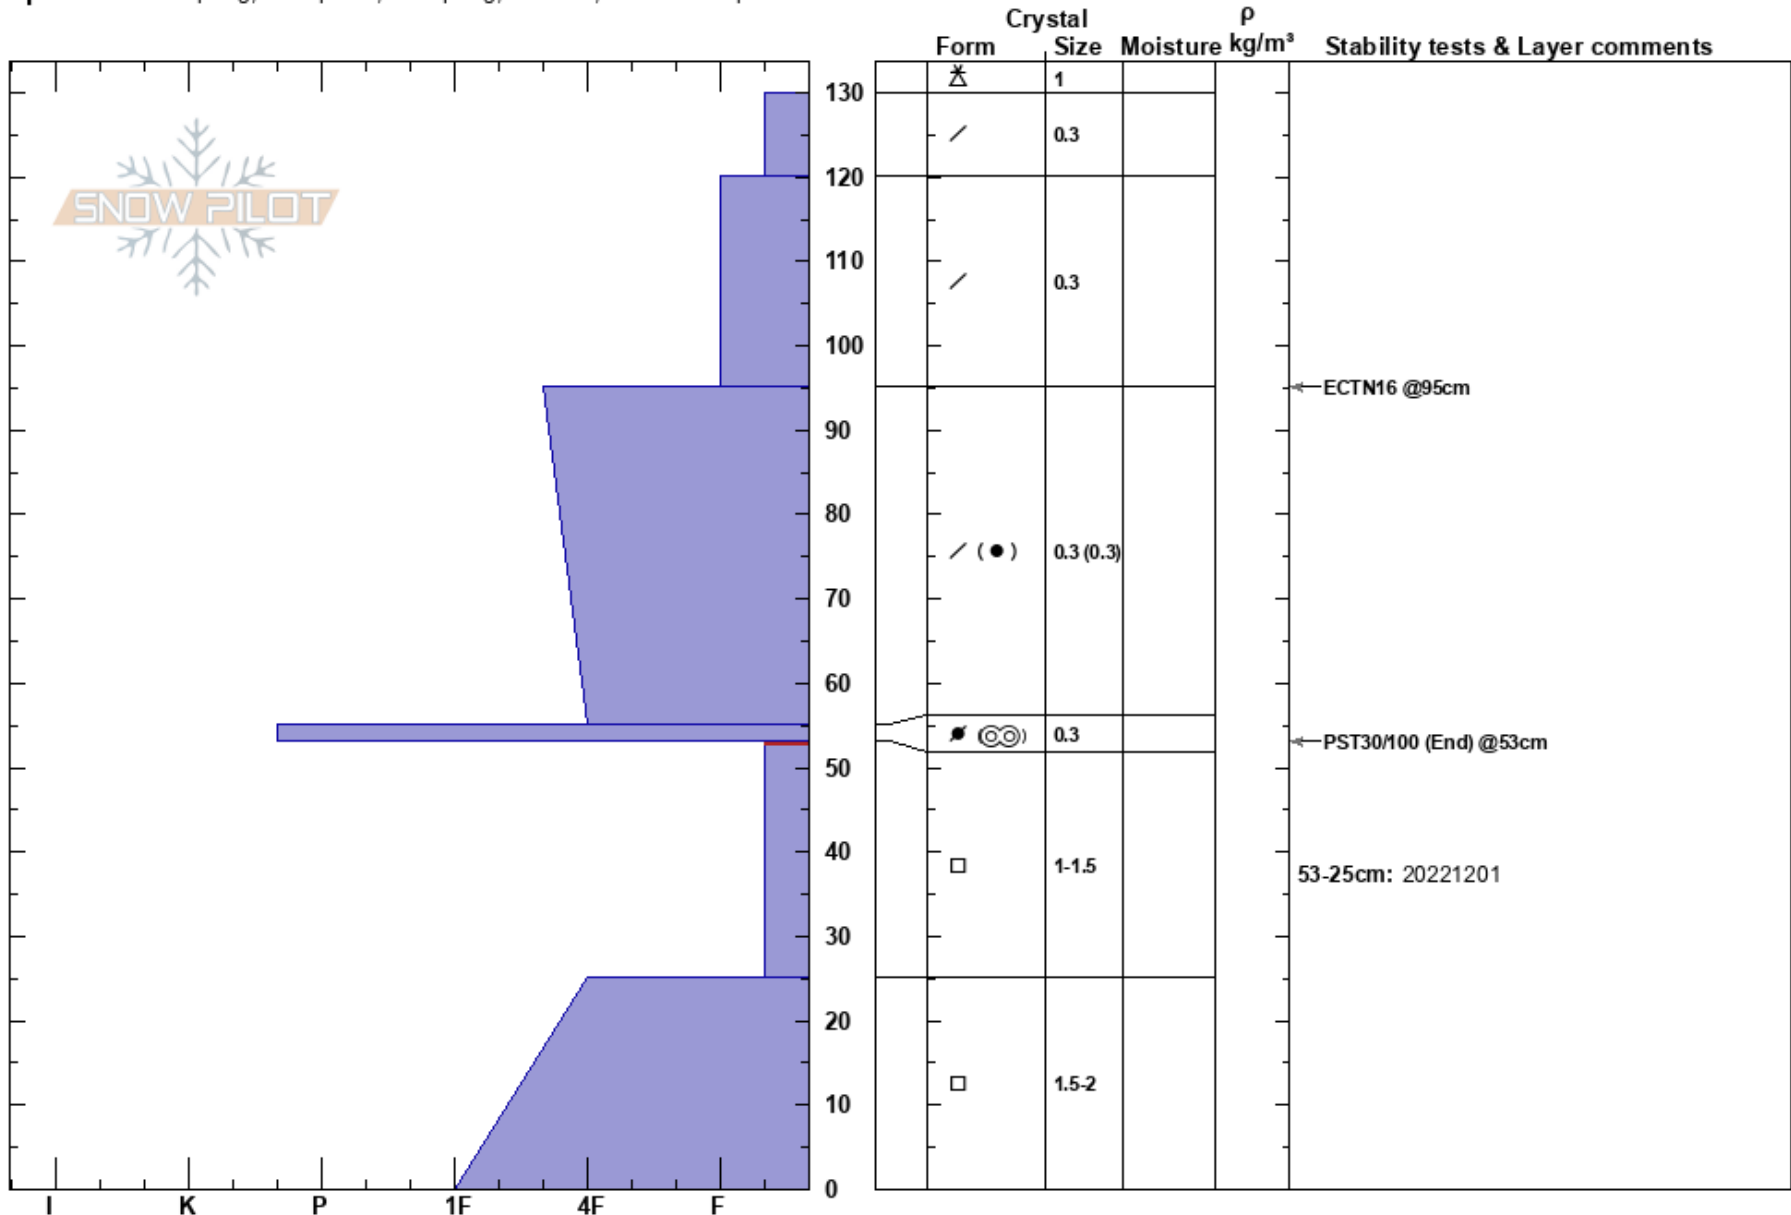 Crystal
ρ
Form Size Moisture kg/m³ Stability tests & Layer comments
SNOW PILOT
130
1
0.3
120
110
0.3
100
ECTN16 @95cm
90
80
0.3 (0.3)
70
60
0.3
PST30/100 (End) @53cm
50
40
1-1.5
53-25cm: 20221201
30
20
1.5-2
10
0
I K P 1F 4F F